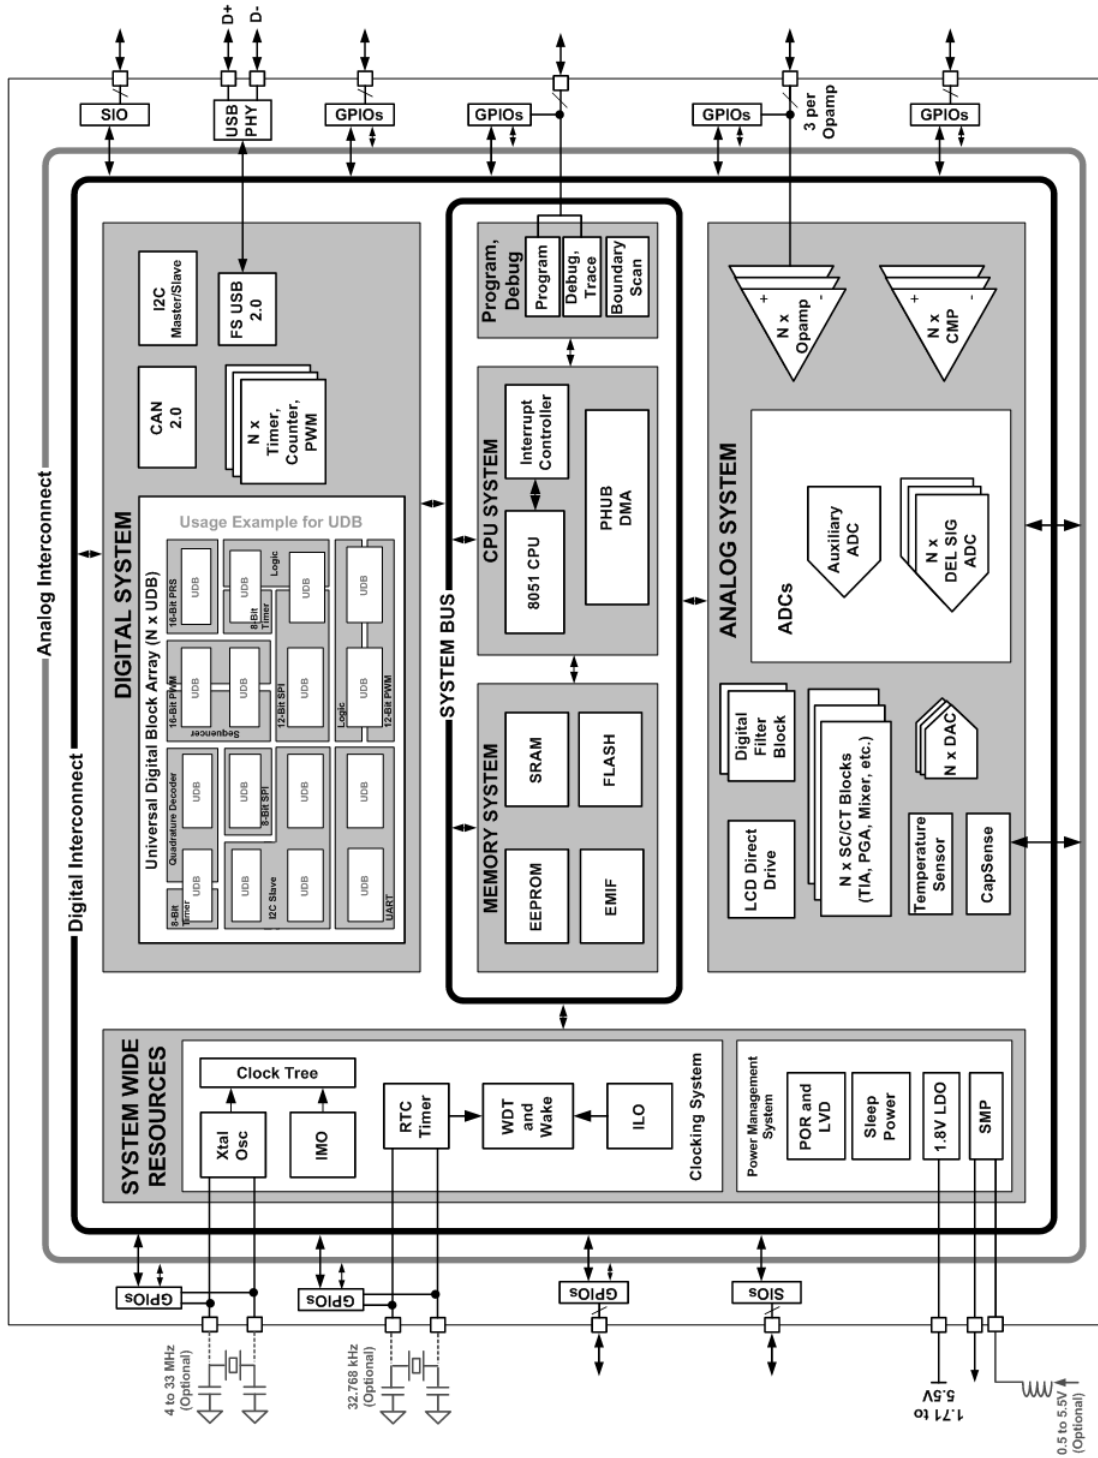 Analog Interconnect
Digital Interconnect
SIO
D+
D-
USB
PHY
GPIOs
GPIOs
GPIOs
3 per
Opamp
GPIOs
DIGITAL SYSTEM
Universal Digital Block Array (N x UDB)
Usage Example for UDB
8-Bit
Timer
Quadrature Decoder
16-Bit PWM
16-Bit PRS
UDB
UDB
UDB
UDB
Sequencer
8-Bit
Timer
Logic
UDB
UDB
UDB
UDB
I2C Slave
8-Bit SPI
12-Bit SPI
UDB
UDB
UDB
UDB
Logic
UDB
UDB
UDB
UDB
UART
12-Bit PWM
CAN
2.0
I2C
Master/Slave
N x
Timer,
Counter,
PWM
FS USB
2.0
SYSTEM BUS
MEMORY SYSTEM
EEPROM
SRAM
EMIF
FLASH
CPU SYSTEM
8051 CPU
Interrupt
Controller
PHUB
DMA
Program,
Debug
Program
Debug,
Trace
Boundary
Scan
ANALOG SYSTEM
LCD Direct
Drive
Digital
Filter
Block
N x SC/CT Blocks
(TIA, PGA, Mixer, etc.)
Temperature
Sensor
N x DAC
CapSense
ADCs
Auxiliary
ADC
N x
DEL SIG
ADC
+
N x
Opamp
-
+
N x
CMP
-
SYSTEM WIDE
RESOURCES
Xtal
Osc
Clock Tree
IMO
RTC
Timer
WDT
and
Wake
ILO
Clocking System
Power Management
System
POR and
LVD
Sleep
Power
1.8V LDO
SMP
GPIOs
GPIOs
GPIOs
SIOs
4 to 33 MHz
(Optional)
32.768 kHz
(Optional)
1.71 to
5.5V
0.5 to 5.5V
(Optional)